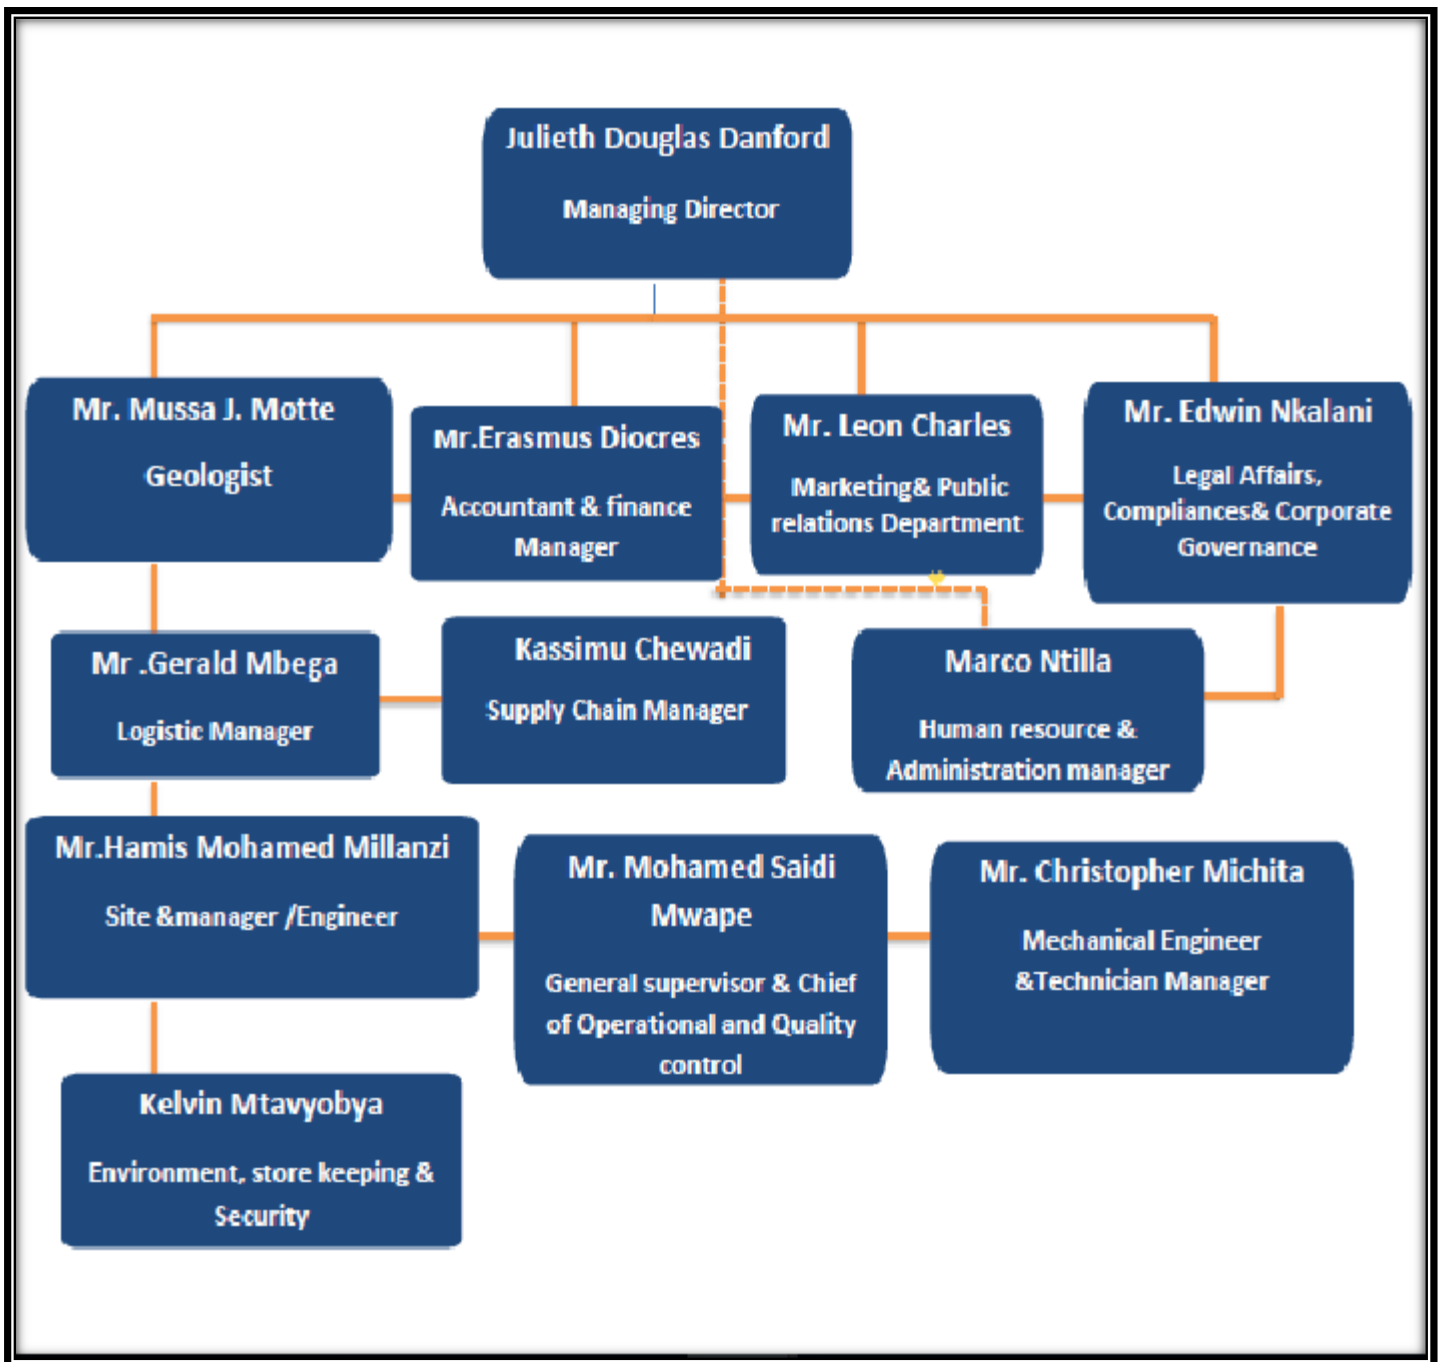 Julieth Douglas Danford
Managing Director
Mr. Mussa J. Motte
Geologist
Mr.Erasmus Diocres
Accountant & finance
Manager
Mr. Leon Charles
Marketing& Public
relations Department
Mr. Edwin Nkalani
Legal Affairs,
Compliances& Corporate
Governance
Mr .Gerald Mbega
Logistic Manager
Kassimu Chewadi
Supply Chain Manager
Marco Ntilla
Human resource &
Administration manager
Mr.Hamis Mohamed Millanzi
Site &manager /Engineer
Mr. Mohamed Saidi
Mwape
General supervisor & Chief
of Operational and Quality
control
Mr. Christopher Michita
Mechanical Engineer
&Technician Manager
Kelvin Mtavyobya
Environment, store keeping &
Security